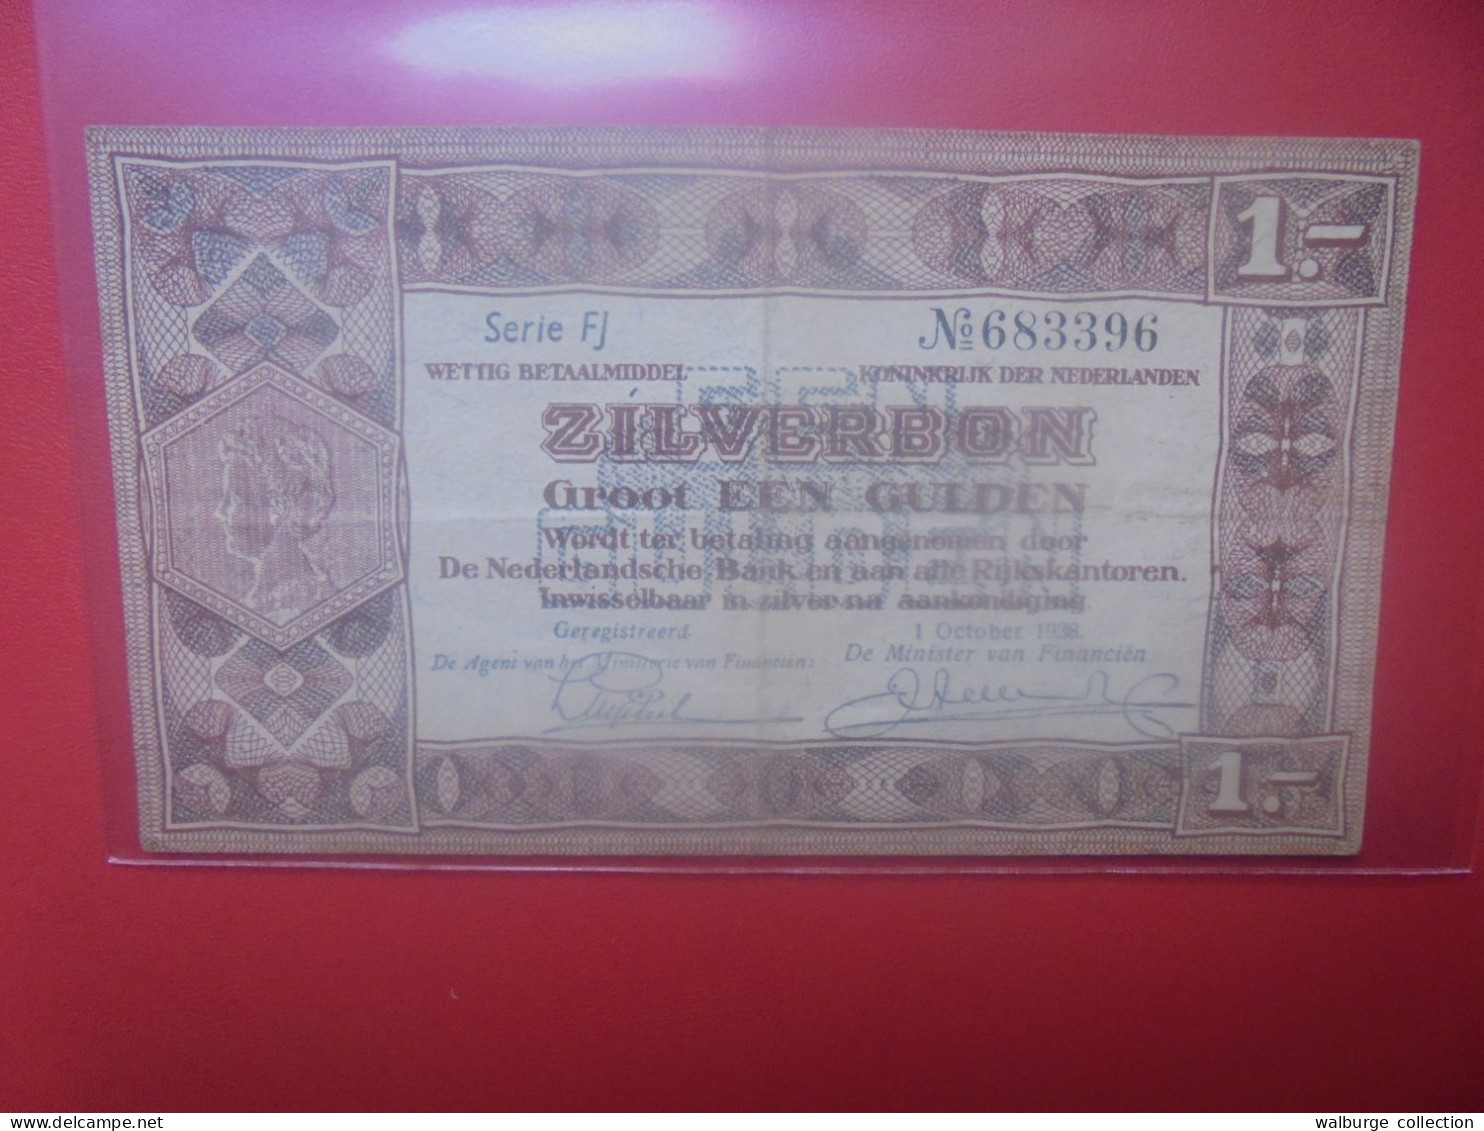 1.-
Serie FJ
№ 683396
WETTIG BETAALMIDDEL
KONINKRIJK DER NEDERLANDEN
ZILVERBON
Groot EEN GULDEN
Wordt ter betaling aangenomen door
De Nederlandsche Bank en aan alle Rijkskantoren.
Inwisselbaar in zilver na aankondiging
Geregistreerd
1 October 1938.
De Agent van het Ministerie van Financiën:
De Minister van Financiën
1.-
www.delcampe.net
walburge collection